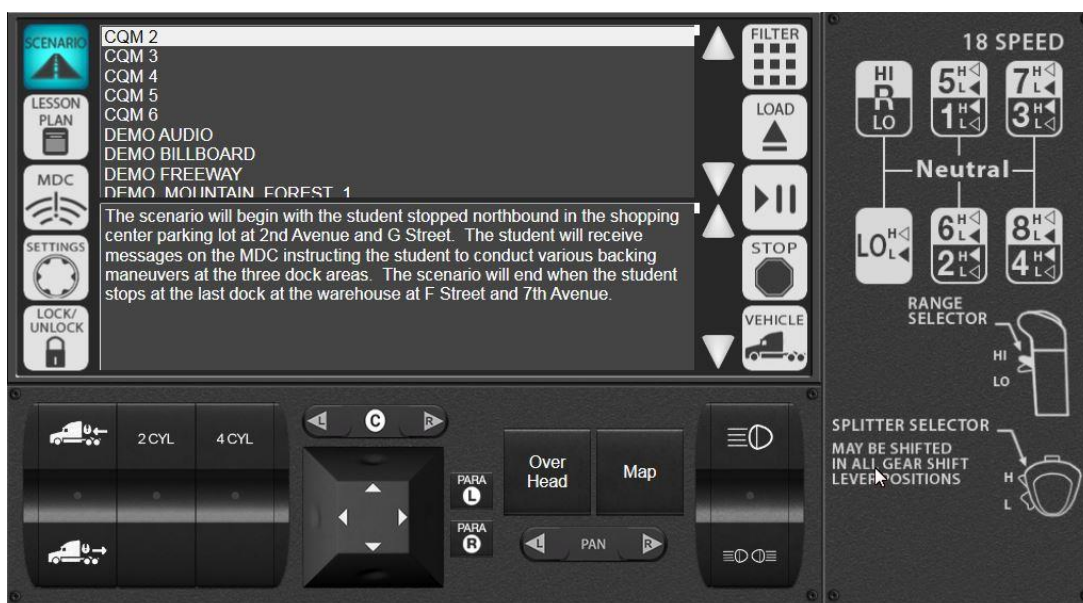 SCENARIO
LESSON
PLAN
MDC
SETTINGS
LOCK/
UNLOCK
CQM 2
CQM 3
CQM 4
CQM 5
CQM 6
DEMO AUDIO
DEMO BILLBOARD
DEMO FREEWAY
DEMO_MOUNTAIN_FOREST_1
The scenario will begin with the student stopped northbound in the shopping
center parking lot at 2nd Avenue and G Street.  The student will receive
messages on the MDC instructing the student to conduct various backing
maneuvers at the three dock areas.  The scenario will end when the student
stops at the last dock at the warehouse at F Street and 7th Avenue.
FILTER
LOAD
STOP
VEHICLE
18 SPEED
HI
R
LO
5 H L
1 H L
7 H L
3 H L
Neutral
LO H L
6 H L
2 H L
8 H L
4 H L
RANGE
SELECTOR
HI
LO
SPLITTER SELECTOR
MAY BE SHIFTED
IN ALL GEAR SHIFT
LEVER POSITIONS
H
L
2 CYL
4 CYL
L C R
PARA
L
PARA
R
Over
Head
Map
L PAN R